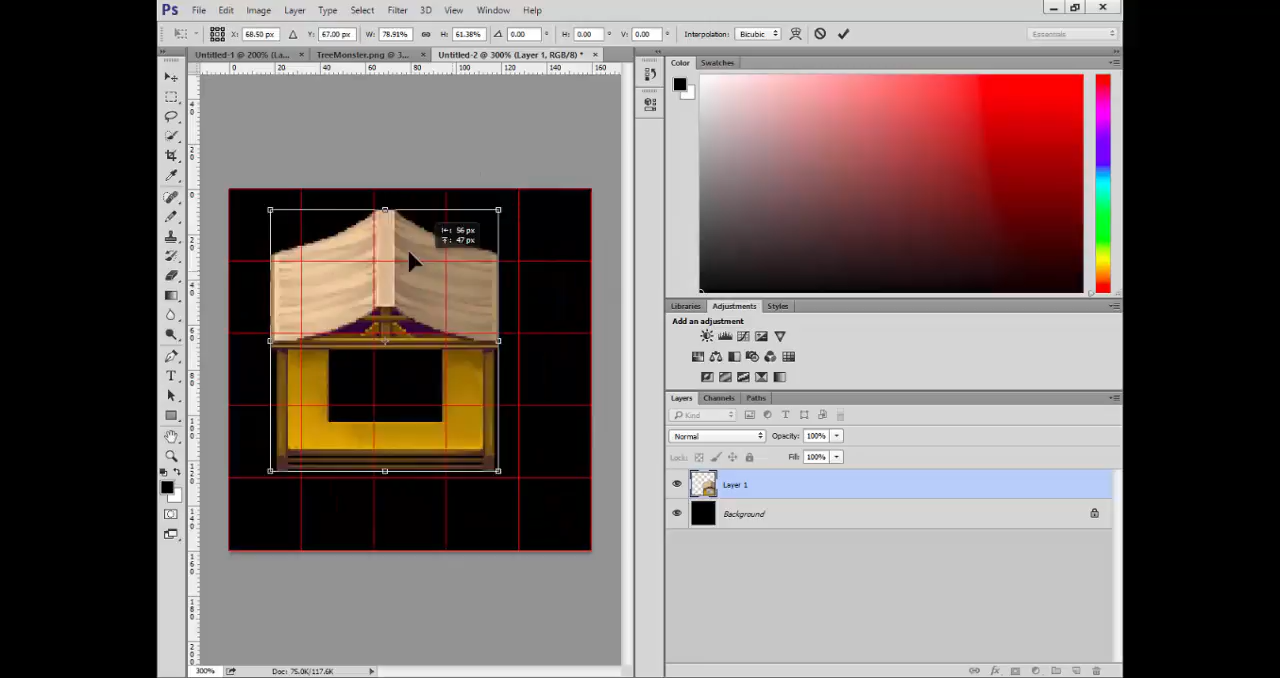 Ps File Edit Image Layer Type Select Filter 3D View Window Help
X: 68.50 px Y: 67.00 px W: 78.91% H: 61.38% 0.00 ° H: 0.00 ° V: 0.00 ° Interpolation: Bicubic Essentials
Untitled-1 @ 200% (La... × TreeMonster.png @ 3... × Untitled-2 @ 300% (Layer 1, RGB/8) * ×
0 20 40 60 80 100 120 140 160
Color Swatches
56 px
47 px
Libraries Adjustments Styles
Add an adjustment
Layers Channels Paths
Kind
Normal Opacity: 100%
Lock: Fill: 100%
Layer 1
Background
300% Doc: 75.0K/117.6K